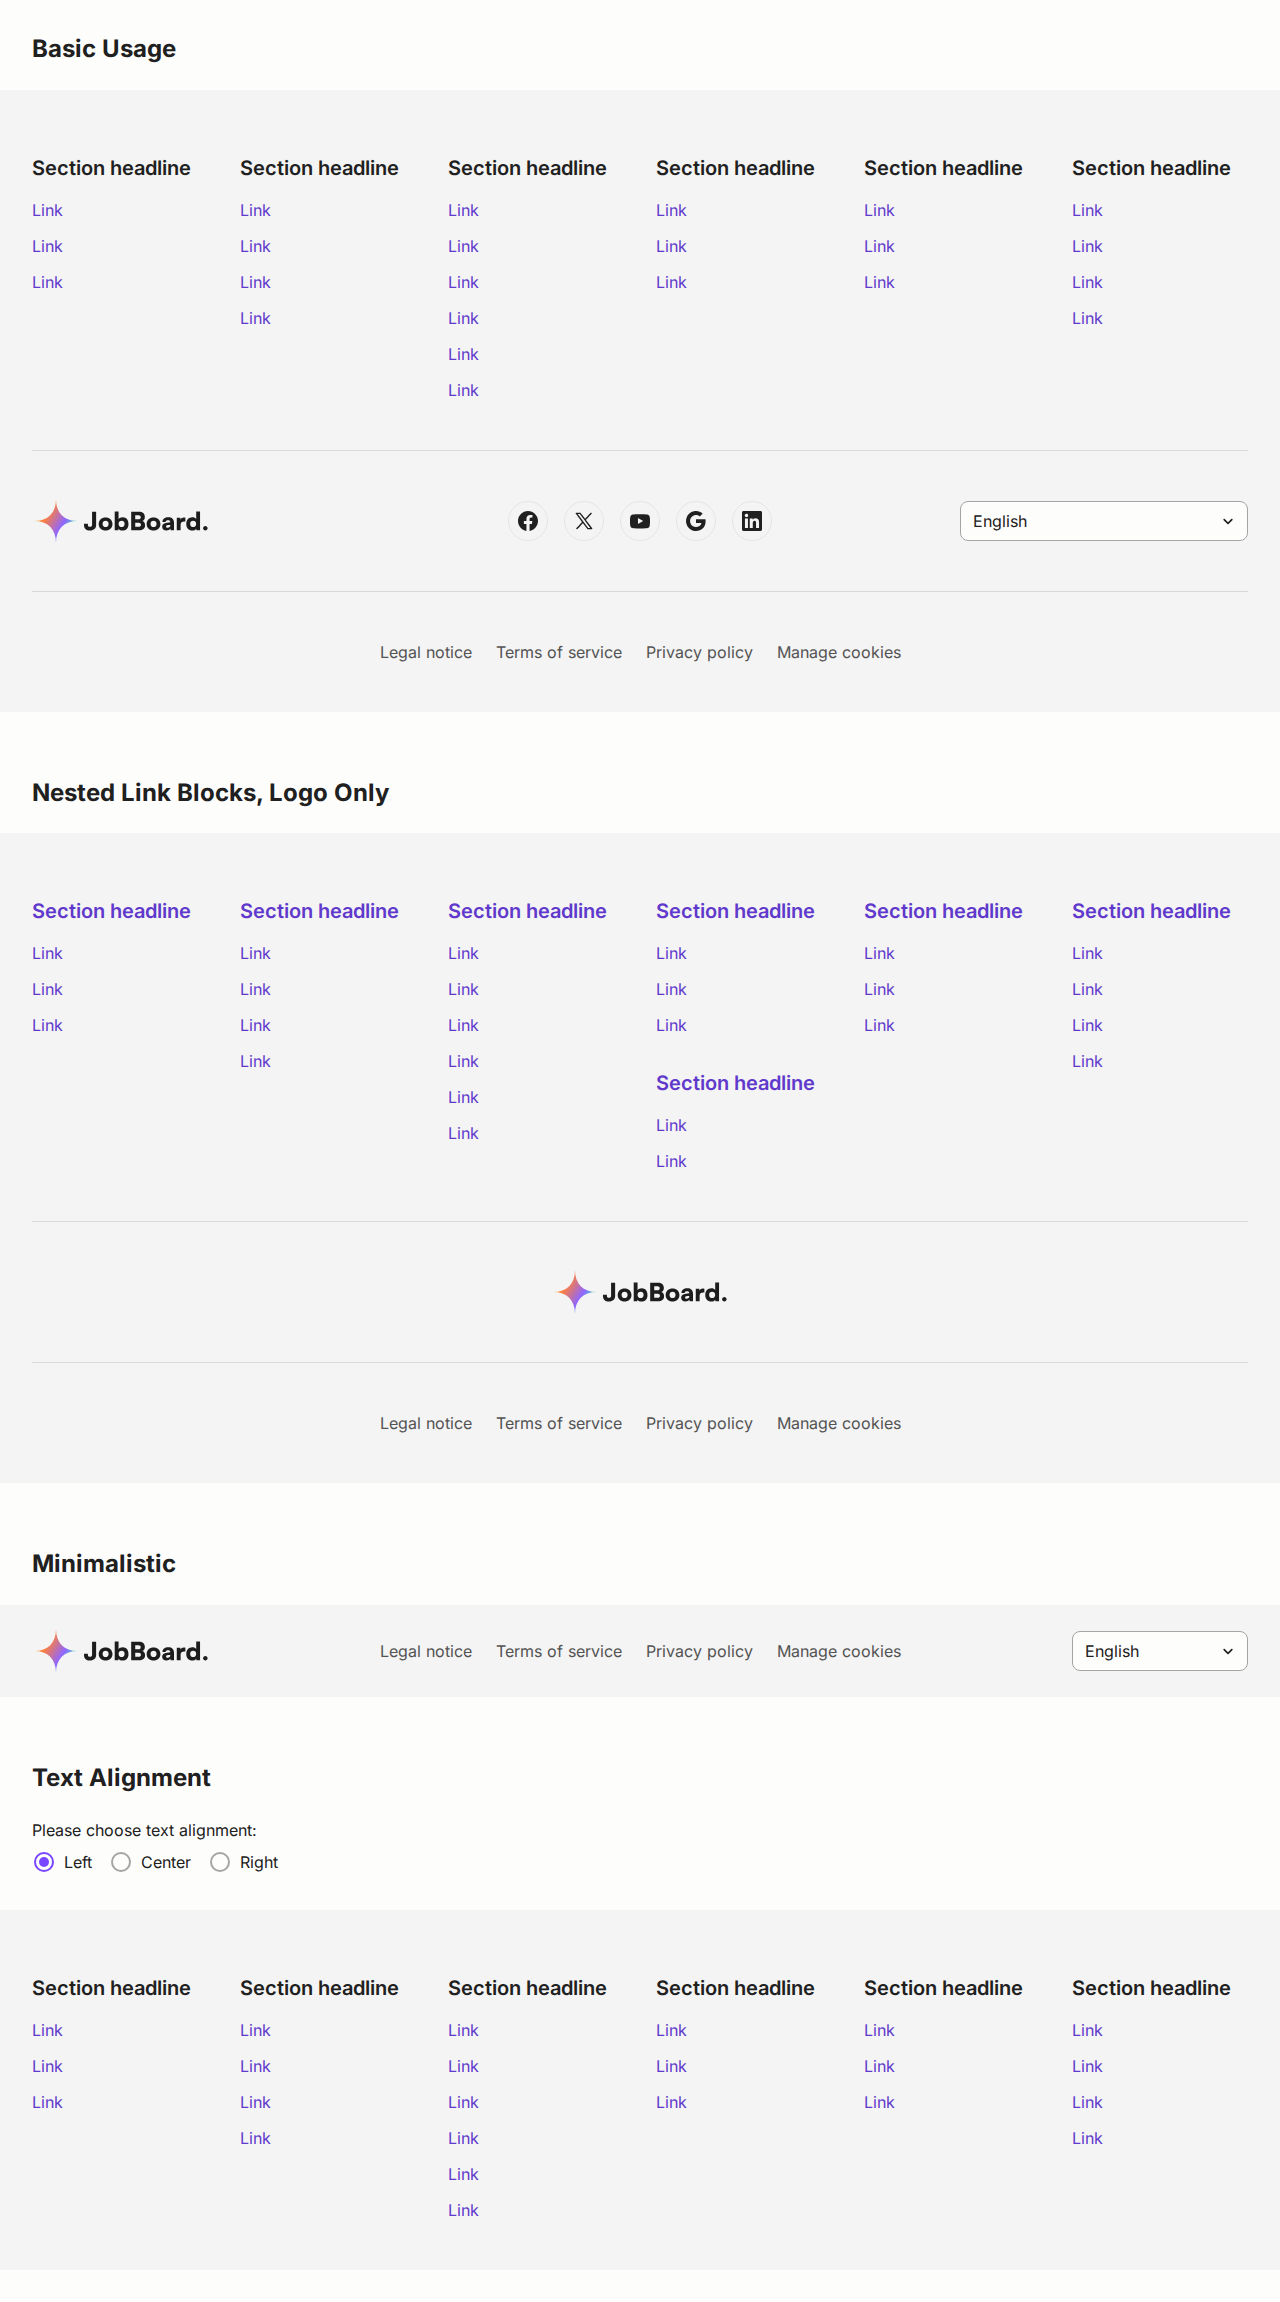 Basic Usage
Section headline Section headline Section headline Section headline Section headline Section headline
Link Link Link Link Link Link
Link Link Link Link Link Link
Link Link Link Link Link Link
Link Link Link
Link
Link
JobBoard. English
Legal notice Terms of service Privacy policy Manage cookies
Nested Link Blocks, Logo Only
Section headline Section headline Section headline Section headline Section headline Section headline
Link Link Link Link Link Link
Link Link Link Link Link Link
Link Link Link Link Link Link
Link Link Link
Section headline
Link
Link
Link
Link
JobBoard.
Legal notice Terms of service Privacy policy Manage cookies
Minimalistic
JobBoard. Legal notice Terms of service Privacy policy Manage cookies English
Text Alignment
Please choose text alignment:
Left Center Right
Section headline Section headline Section headline Section headline Section headline Section headline
Link Link Link Link Link Link
Link Link Link Link Link Link
Link Link Link Link Link Link
Link Link Link
Link
Link